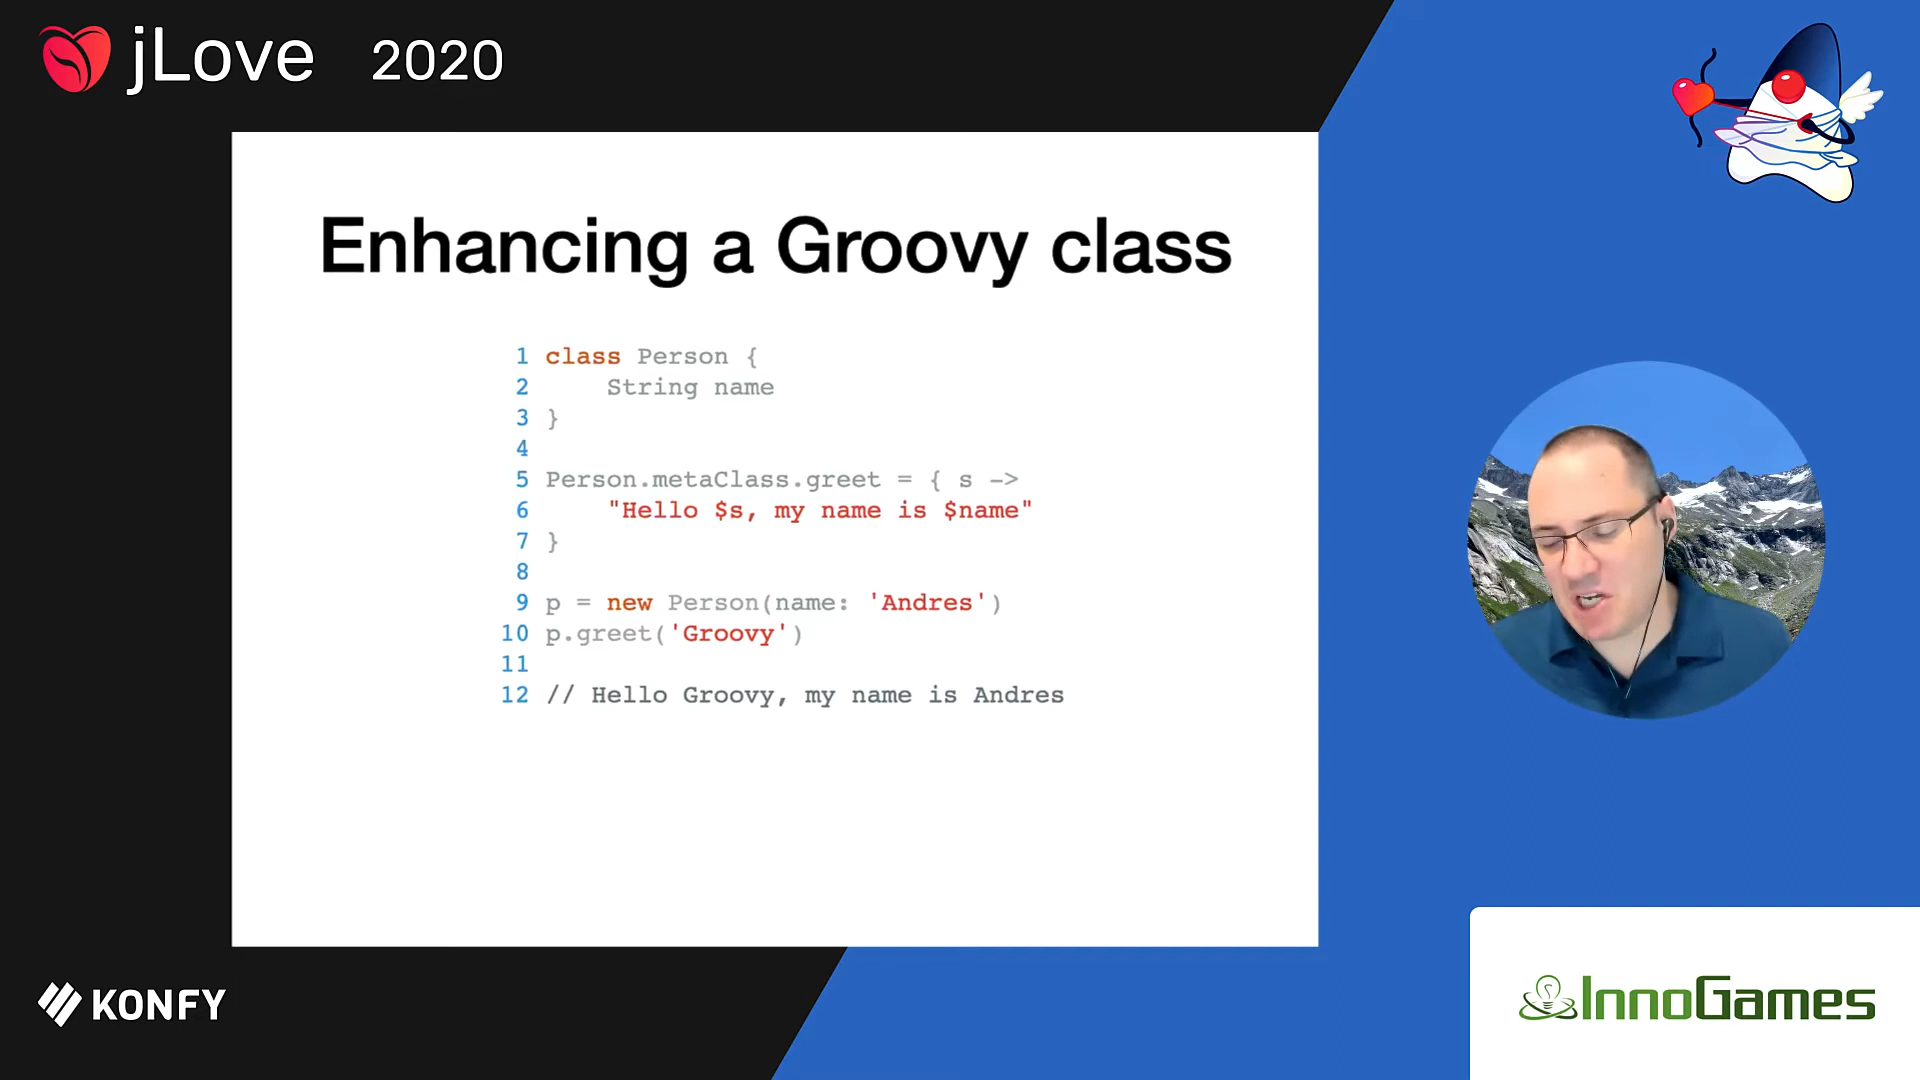 jLove 2020
Enhancing a Groovy class
1 class Person {
2     String name
3 }
4
5 Person.metaClass.greet = { s ->
6     "Hello $s, my name is $name"
7 }
8
9 p = new Person(name: 'Andres')
10 p.greet('Groovy')
11
12 // Hello Groovy, my name is Andres
KONFY
InnoGames